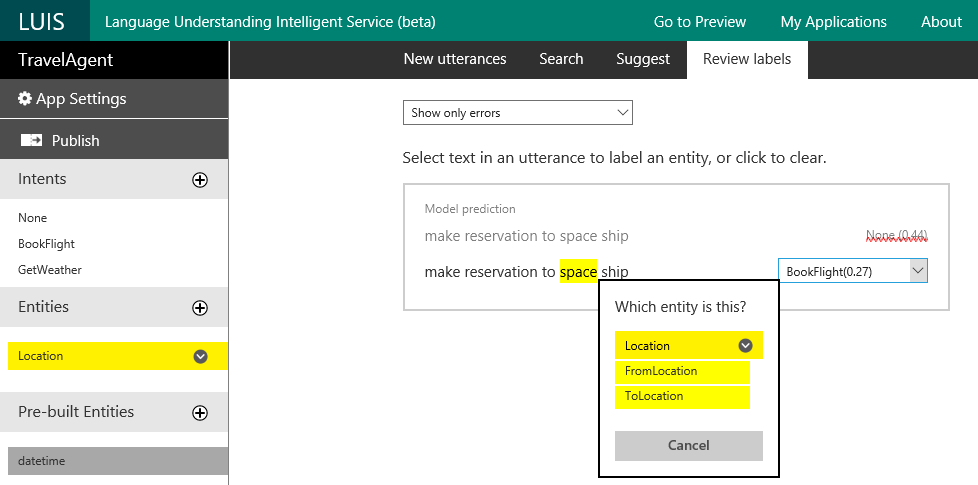 LUIS Language Understanding Intelligent Service (beta) Go to Preview My Applications About
TravelAgent
New utterances Search Suggest Review labels
App Settings
Publish
Intents
None
BookFlight
GetWeather
Entities
Location
Pre-built Entities
datetime
Show only errors
Select text in an utterance to label an entity, or click to clear.
Model prediction
make reservation to space ship None (0.44)
make reservation to space ship BookFlight(0.27)
Which entity is this?
Location
FromLocation
ToLocation
Cancel